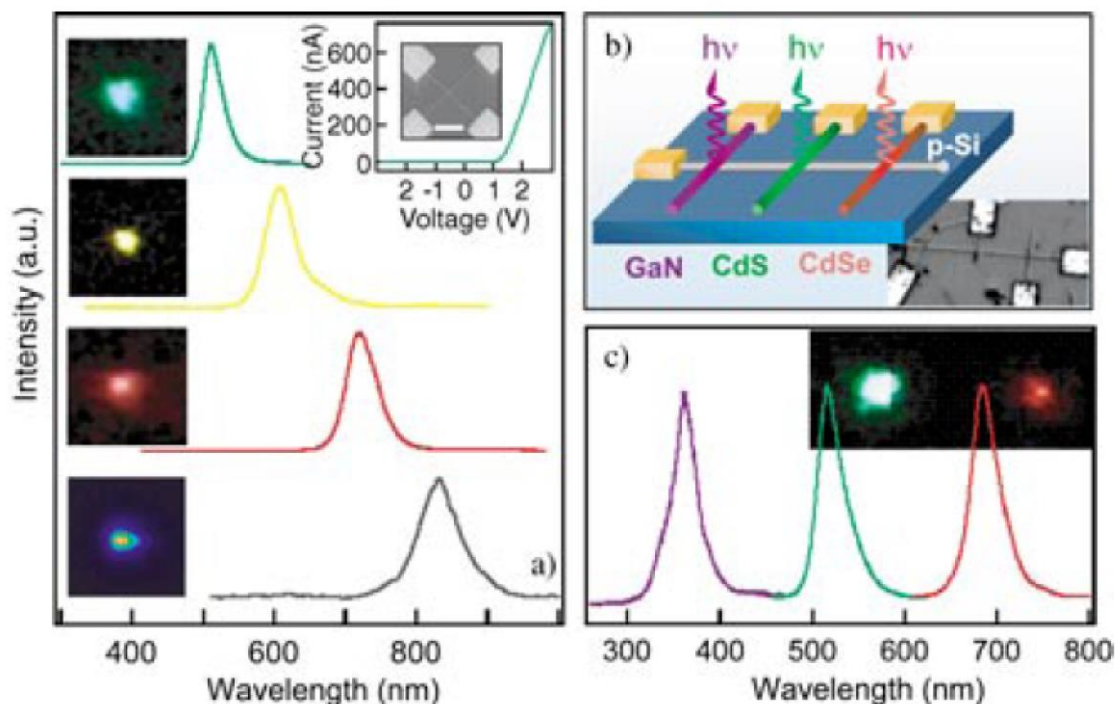 Intensity (a.u.)
Current (nA)
600
400
200
0
2 -1 0 1 2
Voltage (V)
a)
400 600 800
Wavelength (nm)
b)
hν hν hν
p-Si
GaN CdS CdSe
c)
300 400 500 600 700 800
Wavelength (nm)